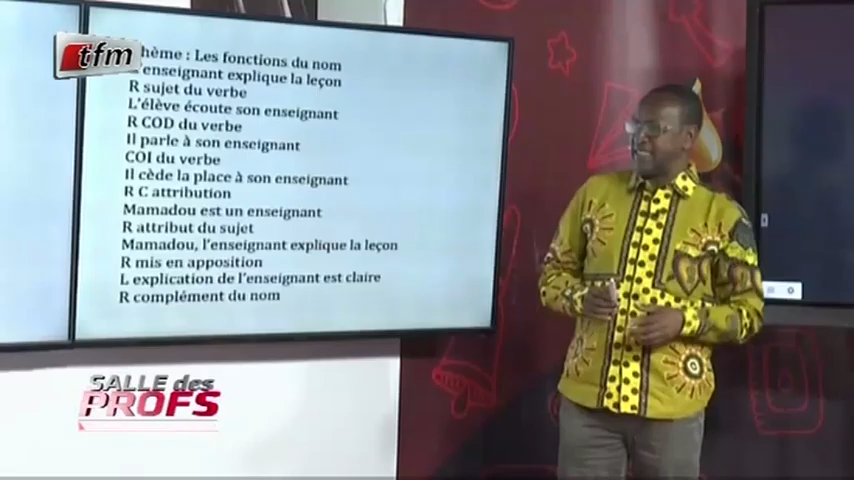 tfm
hème : Les fonctions du nom
'enseignant explique la leçon
R sujet du verbe
L'élève écoute son enseignant
R COD du verbe
Il parle à son enseignant
COI du verbe
Il cède la place à son enseignant
R C attribution
Mamadou est un enseignant
R attribut du sujet
Mamadou, l'enseignant explique la leçon
R mis en apposition
L explication de l'enseignant est claire
R complément du nom
SALLE des
PROFS